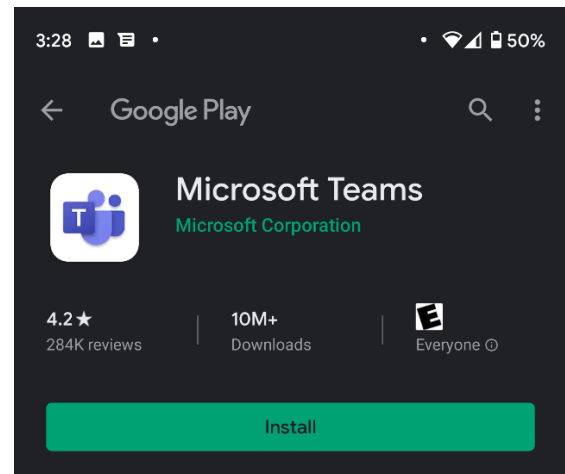 3:28 50%
Google Play
T
Microsoft Teams
Microsoft Corporation
4.2★ 10M+ E
284K reviews Downloads Everyone
Install